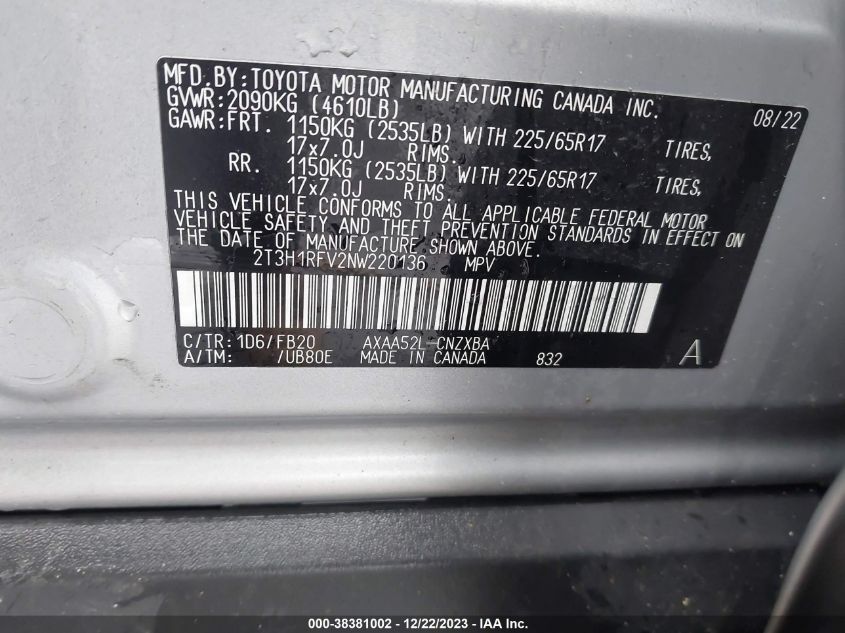 MFD. BY: TOYOTA MOTOR MANUFACTURING CANADA INC. 08/22
GVWR: 2090KG (4610LB)
GAWR: FRT. 1150KG (2535LB) WITH 225/65R17 TIRES,
17x7.0J RIMS.
RR. 1150KG (2535LB) WITH 225/65R17 TIRES,
17x7.0J RIMS.
THIS VEHICLE CONFORMS TO ALL APPLICABLE FEDERAL MOTOR
VEHICLE SAFETY AND THEFT PREVENTION STANDARDS IN EFFECT ON
THE DATE OF MANUFACTURE SHOWN ABOVE.
2T3H1RFV2NW220136 MPV
C/TR: 1D6/FB20 AXAA52L-CNZXBA
A/TM: /UB80E MADE IN CANADA 832 A
000-38381002 - 12/22/2023 - IAA Inc.